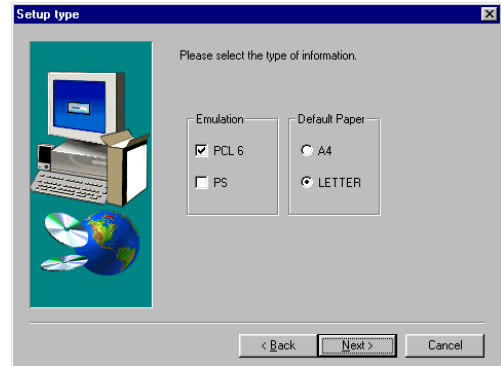 Setup type
Please select the type of information.
Emulation
PCL 6
PS
Default Paper
A4
LETTER
< Back
Next >
Cancel